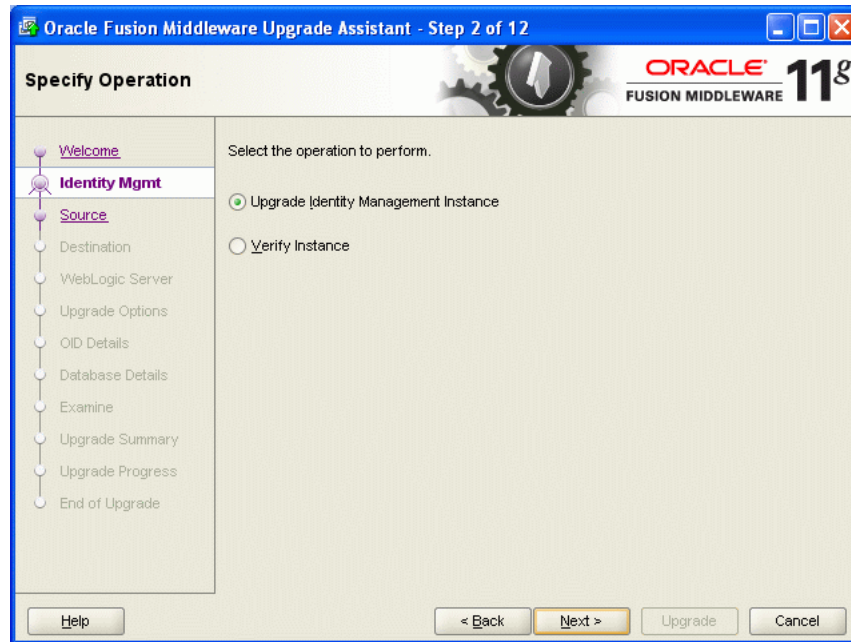 Oracle Fusion Middleware Upgrade Assistant - Step 2 of 12
Specify Operation
ORACLE
FUSION MIDDLEWARE
11g
Welcome
Identity Mgmt
Source
Destination
WebLogic Server
Upgrade Options
OID Details
Database Details
Examine
Upgrade Summary
Upgrade Progress
End of Upgrade
Select the operation to perform.
Upgrade Identity Management Instance
Verify Instance
Help
< Back
Next >
Upgrade
Cancel